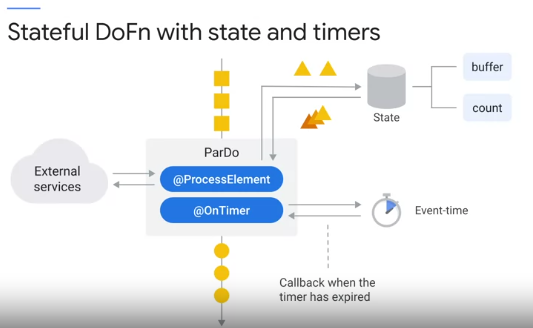 Stateful DoFn with state and timers
buffer
count
State
ParDo
@ProcessElement
@OnTimer
External
services
Event-time
Callback when the
timer has expired